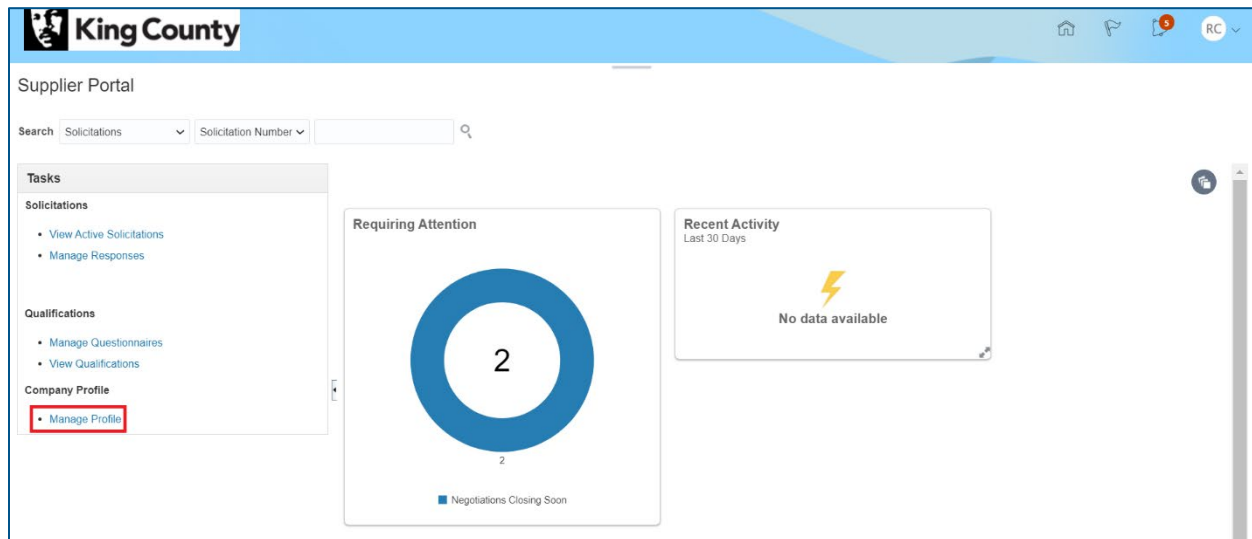 King County
5
RC
Supplier Portal
Search Solicitations Solicitation Number
Tasks
Solicitations
• View Active Solicitations
• Manage Responses
Qualifications
• Manage Questionnaires
• View Qualifications
Company Profile
• Manage Profile
Requiring Attention
2
2
Negotiations Closing Soon
Recent Activity
Last 30 Days
No data available